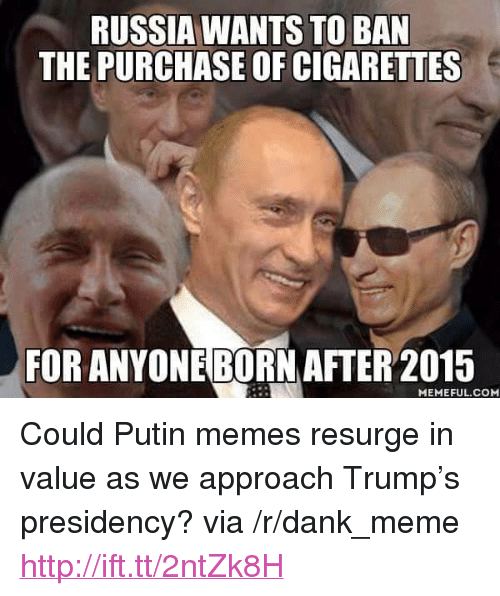 RUSSIA WANTS TO BAN
THE PURCHASE OF CIGARETTES
FOR ANYONE BORN AFTER 2015
MEMEFUL.COM
Could Putin memes resurge in
value as we approach Trump’s
presidency? via /r/dank_meme
http://ift.tt/2ntZk8H